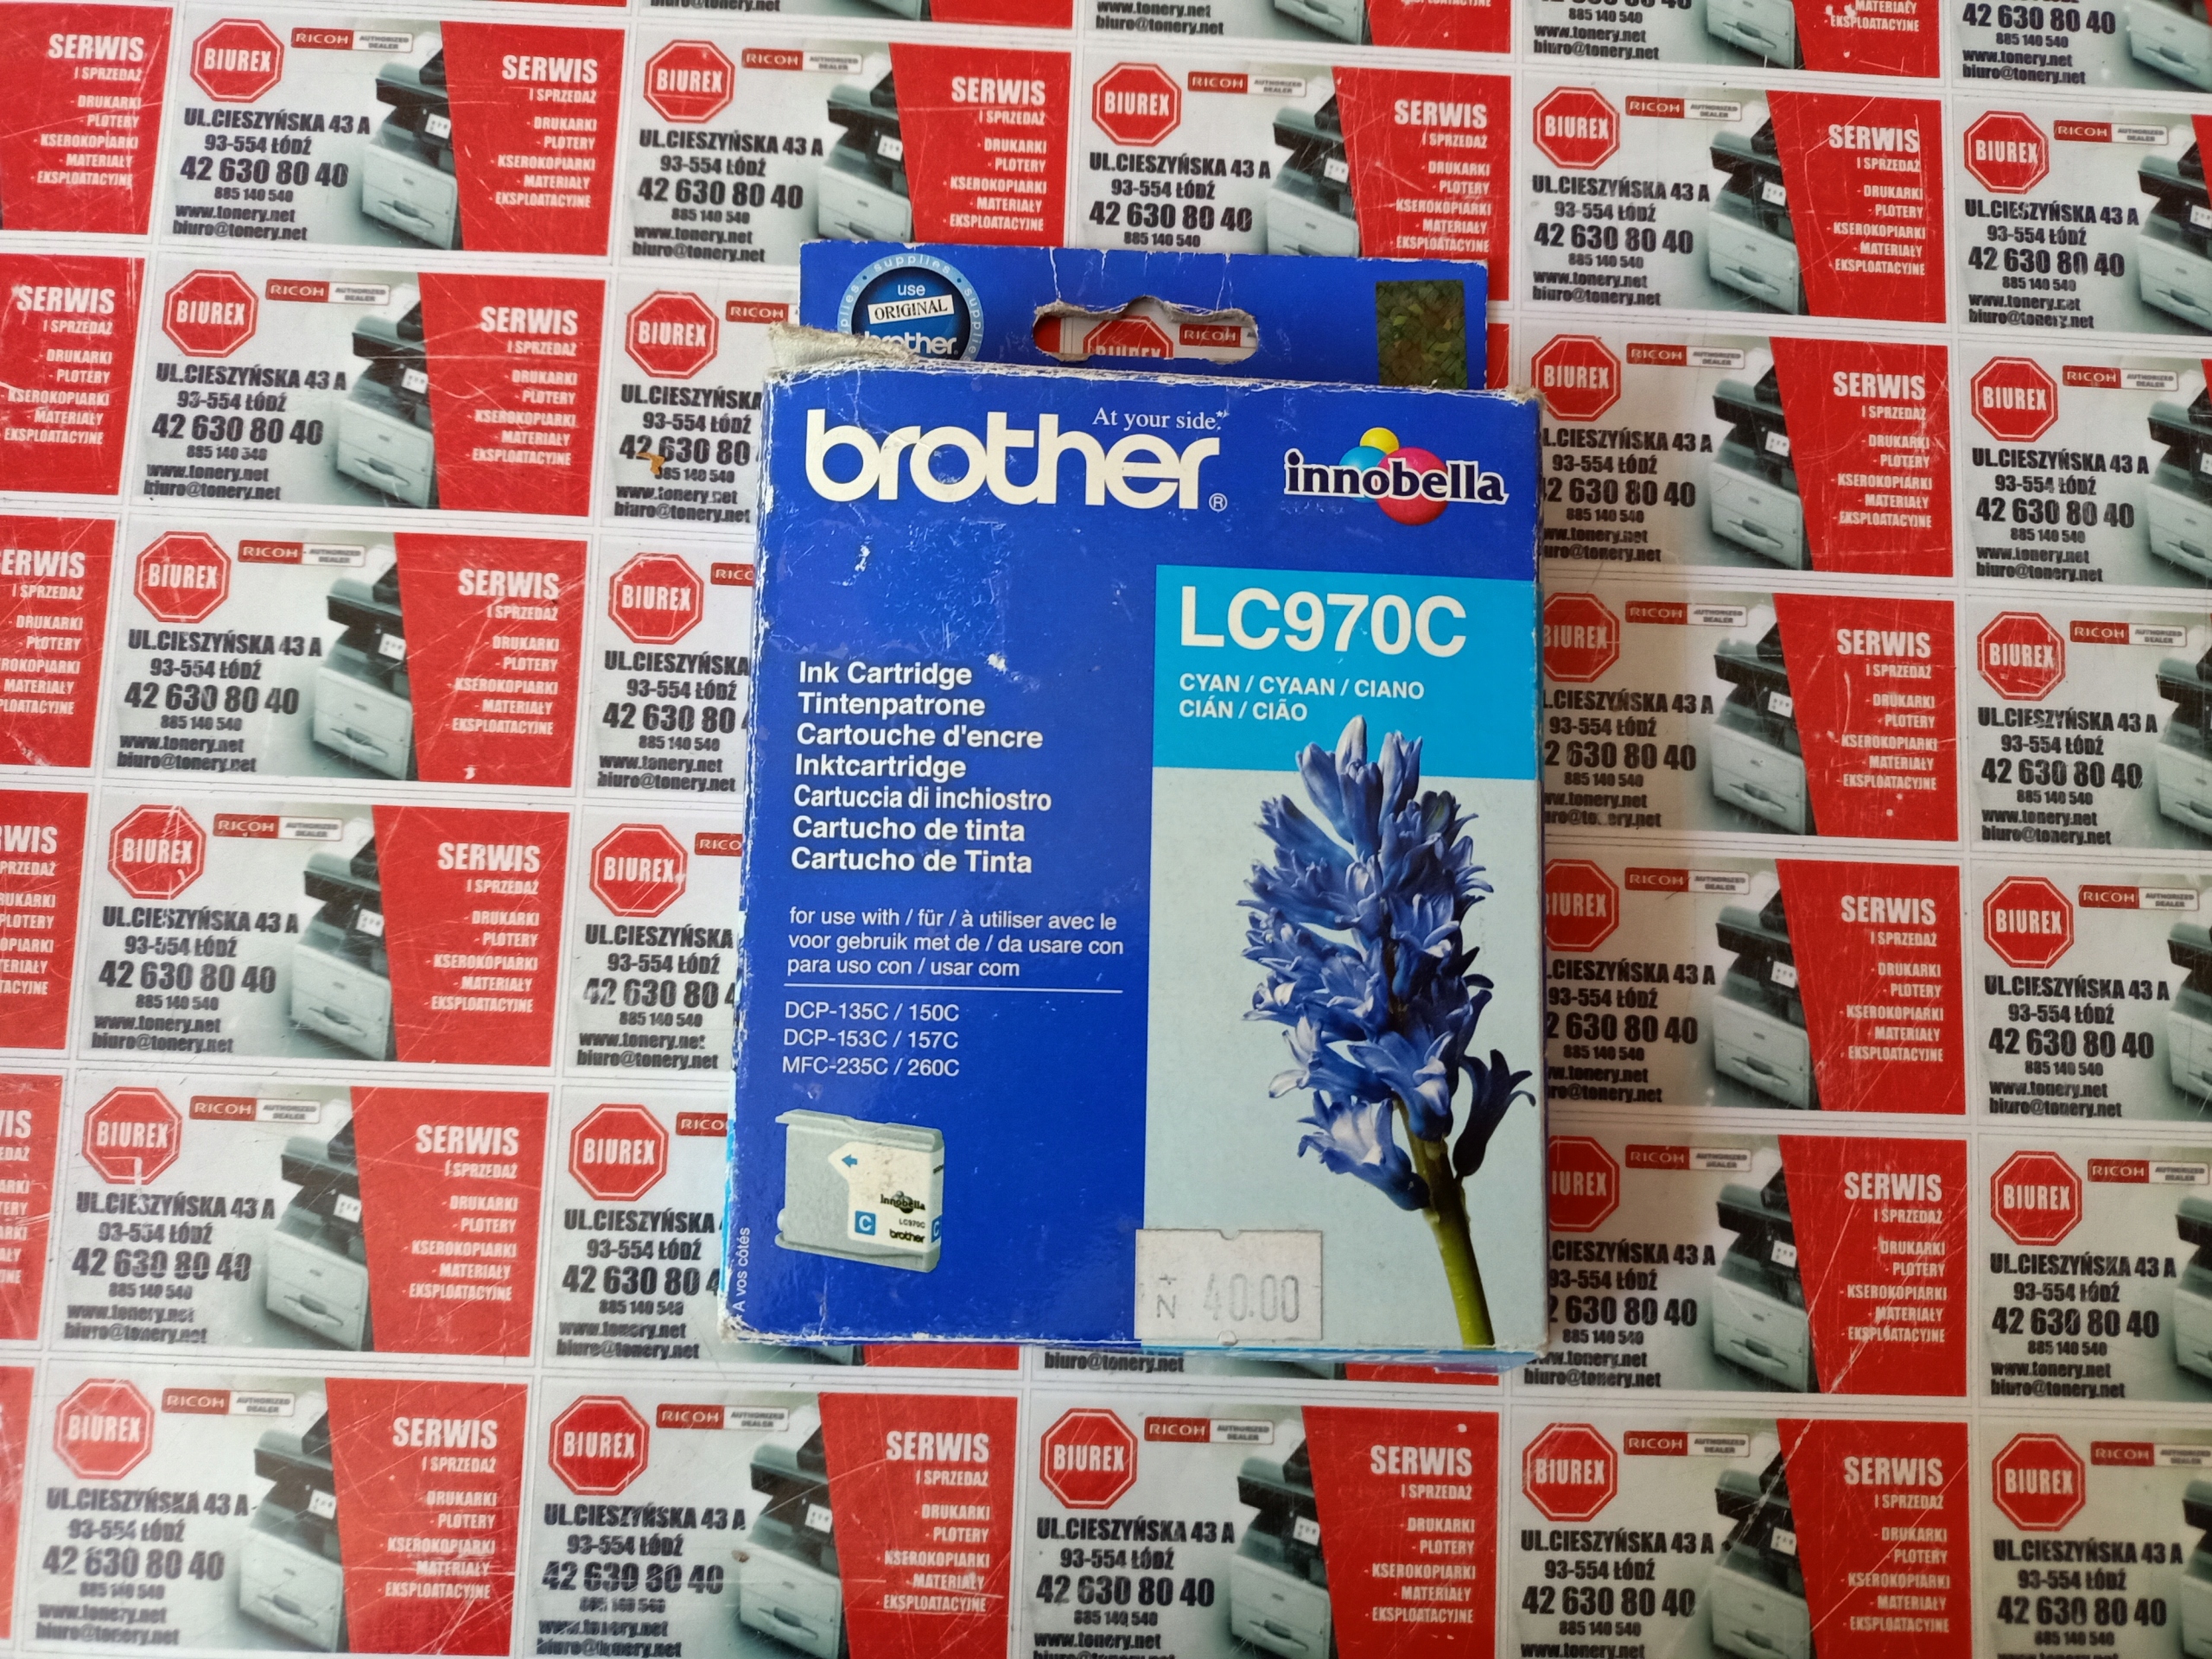 supplies
use
ORIGINAL
brother
At your side.
brother®
innobella
LC970C
CYAN / CYAAN / CIANO
CIÁN / CIÃO
Ink Cartridge
Tintenpatrone
Cartouche d'encre
Inktcartridge
Cartuccia di inchiostro
Cartucho de tinta
Cartucho de Tinta
for use with / für / à utiliser avec le
voor gebruik met de / da usare con
para uso con / usar com
DCP-135C / 150C
DCP-153C / 157C
MFC-235C / 260C
innobella
C
LC970C
brother
À vos côtés
N 40.00
BIUREX
RICOH
AUTHORIZED
DEALER
UL.CIESZYŃSKA 43 A
93-554 ŁÓDŹ
42 630 80 40
885 140 540
www.tonery.net
biuro@tonery.net
SERWIS
I SPRZEDAŻ
- DRUKARKI
- PLOTERY
- KSEROKOPIARKI
- MATERIAŁY
- EKSPLOATACYJNE